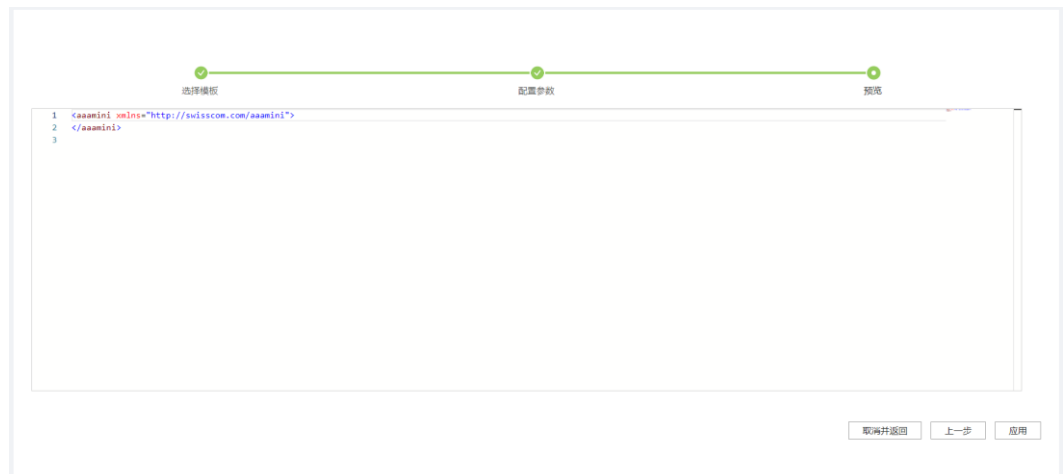 选择模板
配置参数
预览
1 <aaamini xmlns="http://swisscom.com/aaamini">
2 </aaamini>
3
取消并返回
上一步
应用